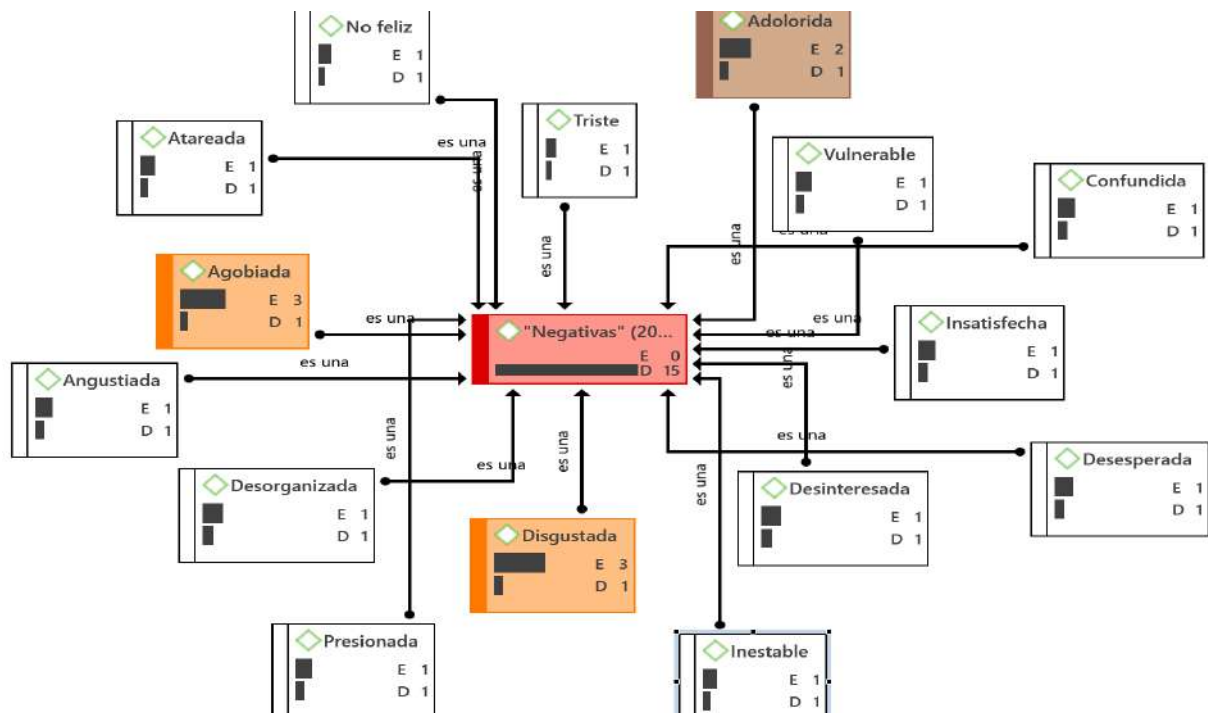 No feliz
E 1
D 1
Adolorida
E 2
D 1
Atareada
E 1
D 1
es una
es una
Triste
E 1
D 1
Vulnerable
E 1
D 1
Confundida
E 1
D 1
es una
es una
es una
Agobiada
E 3
D 1
es una
"Negativas" (20...
E 0
D 15
es una
es una
Insatisfecha
E 1
D 1
Angustiada
E 1
D 1
es una
es una
es una
Desorganizada
E 1
D 1
es una
es una
es una
es una
Desinteresada
E 1
D 1
Desesperada
E 1
D 1
Disgustada
E 3
D 1
Presionada
E 1
D 1
Inestable
E 1
D 1